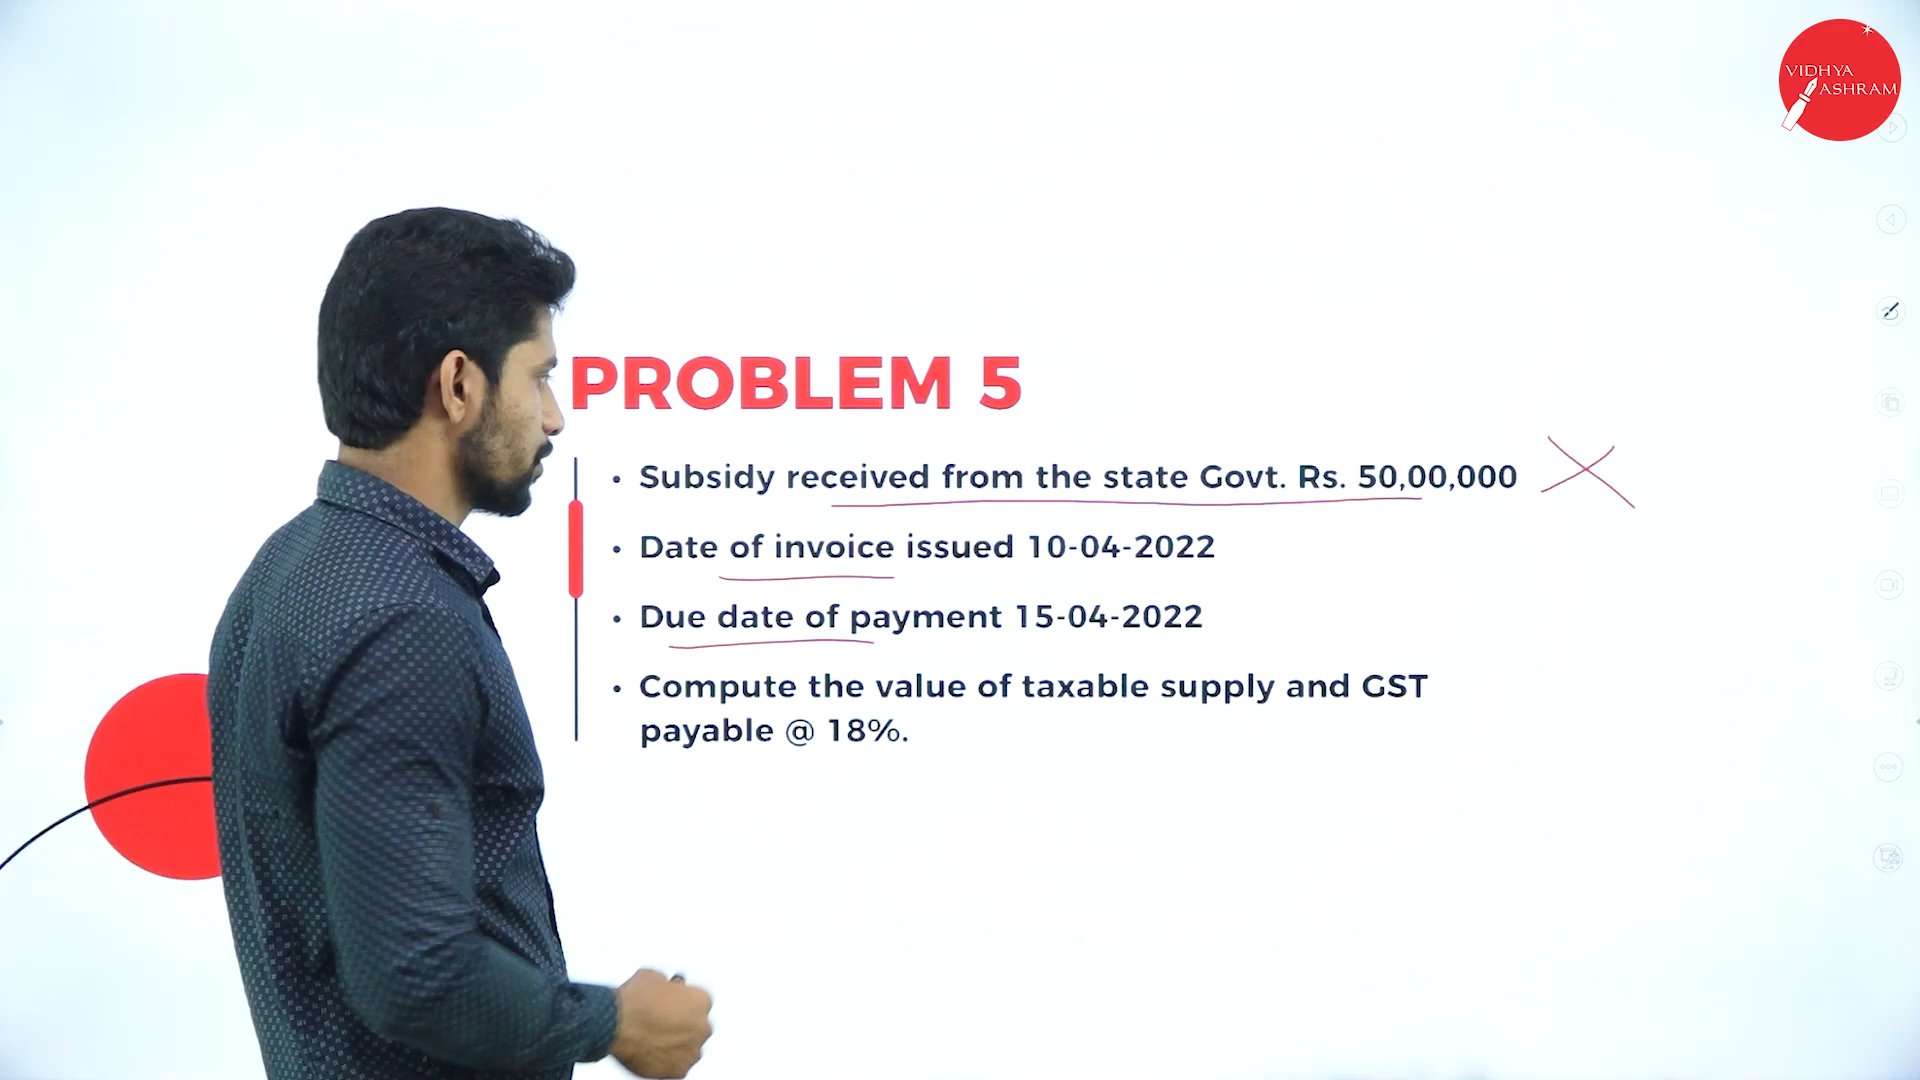 VIDHYA
ASHRAM
PROBLEM 5
• Subsidy received from the state Govt. Rs. 50,00,000
• Date of invoice issued 10-04-2022
• Due date of payment 15-04-2022
• Compute the value of taxable supply and GST
payable @ 18%.